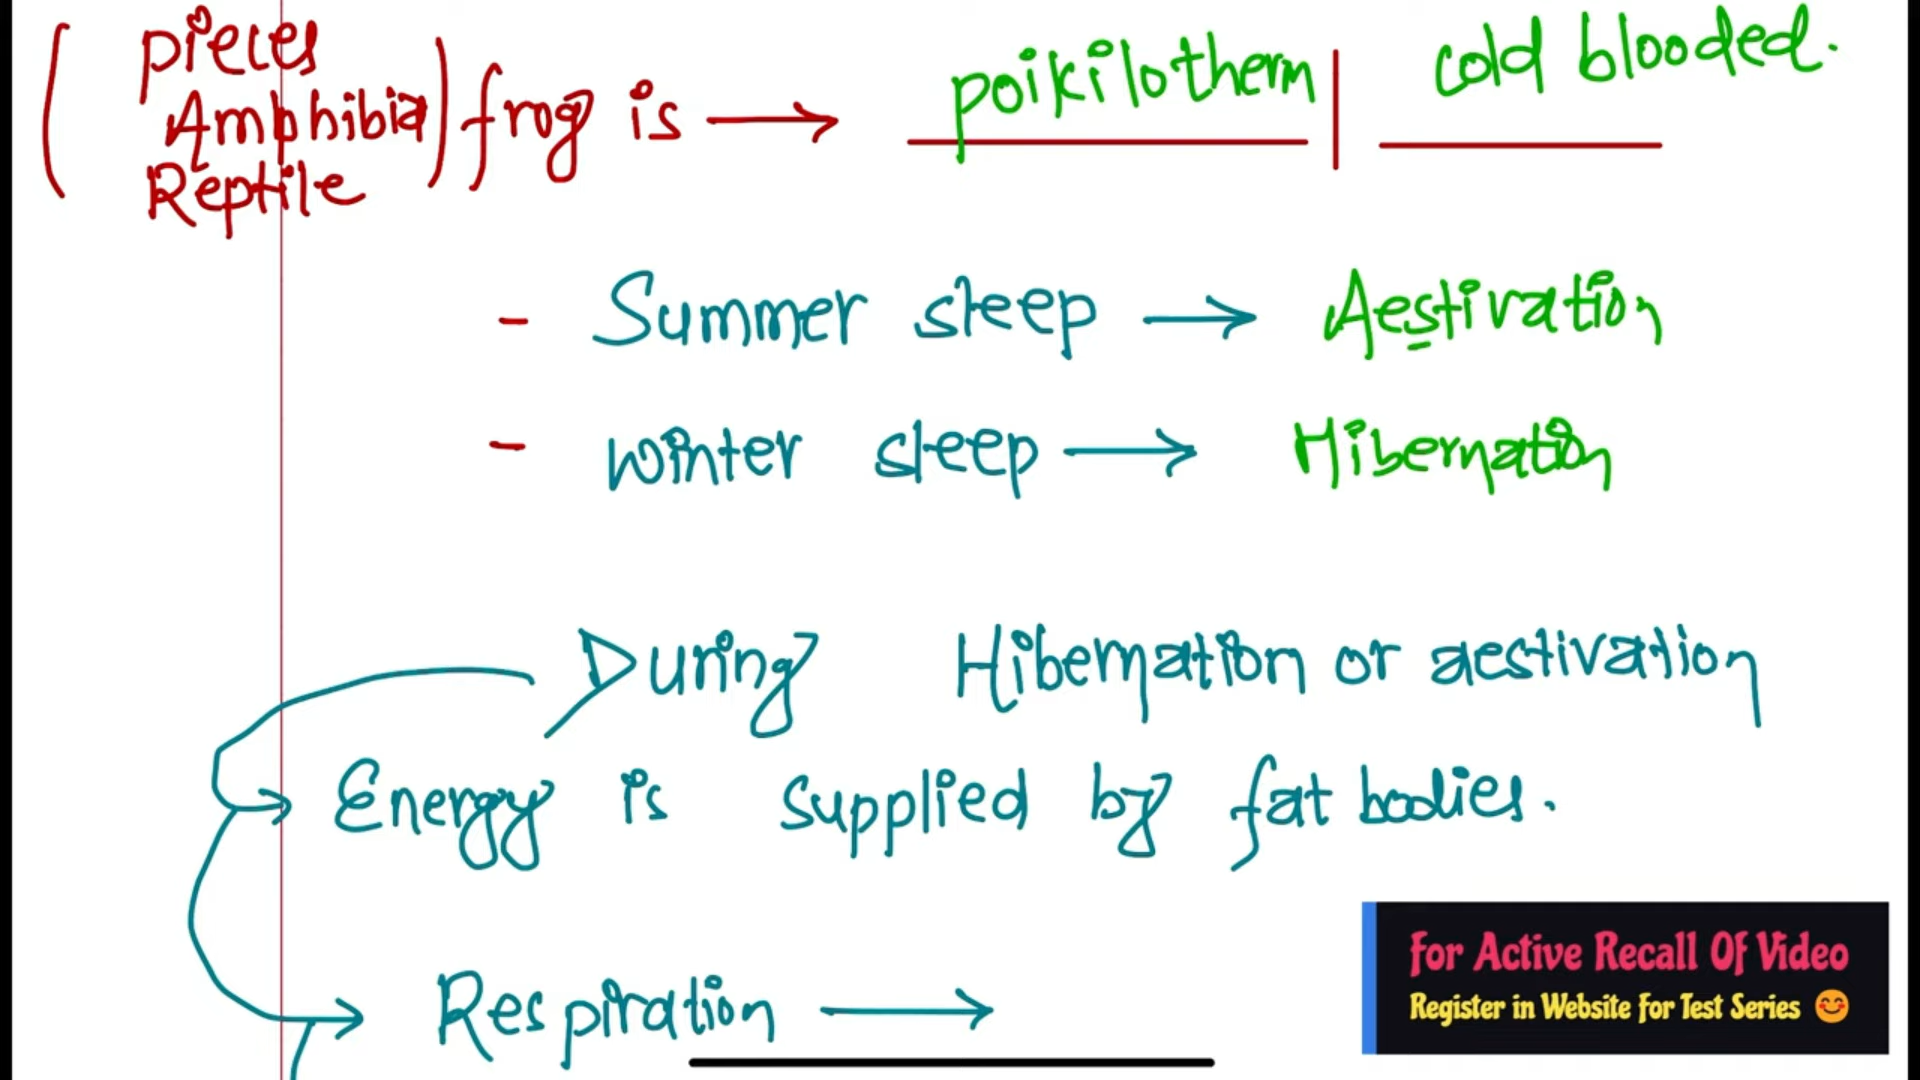 ( pieces
Amphibia ) frog is → poikilotherm | cold blooded.
Reptile
- Summer sleep → Aestivation
- Winter sleep → Hibernation
During Hibernation or aestivation
Energy is supplied by fat bodies.
Respiration →
For Active Recall Of Video
Register in Website For Test Series 😊